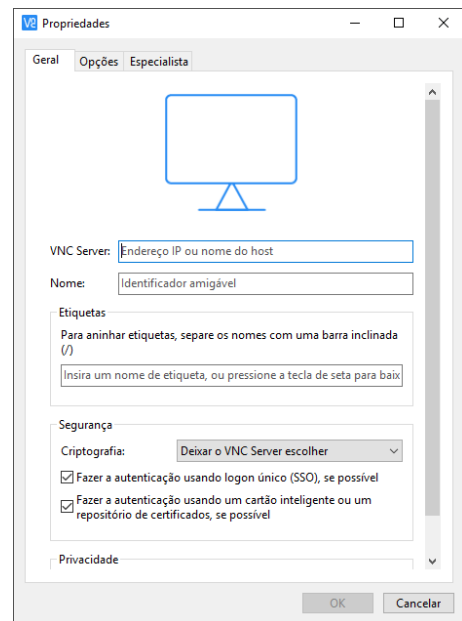 V2 Propriedades
Geral Opções Especialista
VNC Server: Endereço IP ou nome do host
Nome: Identificador amigável
Etiquetas
Para aninhar etiquetas, separe os nomes com uma barra inclinada
(/)
Insira um nome de etiqueta, ou pressione a tecla de seta para baix
Segurança
Criptografia: Deixar o VNC Server escolher
Fazer a autenticação usando logon único (SSO), se possível
Fazer a autenticação usando um cartão inteligente ou um
repositório de certificados, se possível
Privacidade
OK Cancelar